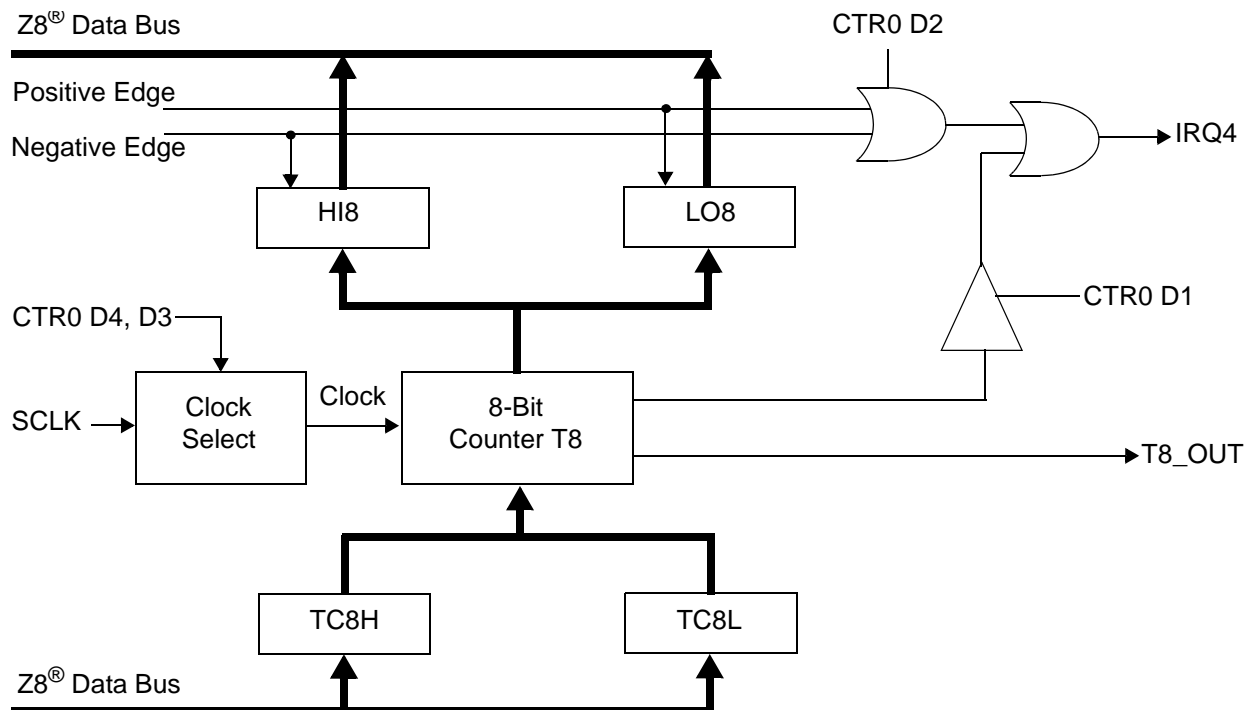 Z8® Data Bus
CTR0 D2
Positive Edge
Negative Edge
IRQ4
HI8
LO8
CTR0 D4, D3
CTR0 D1
SCLK
Clock
Select
Clock
8-Bit
Counter T8
T8_OUT
TC8H
TC8L
Z8® Data Bus